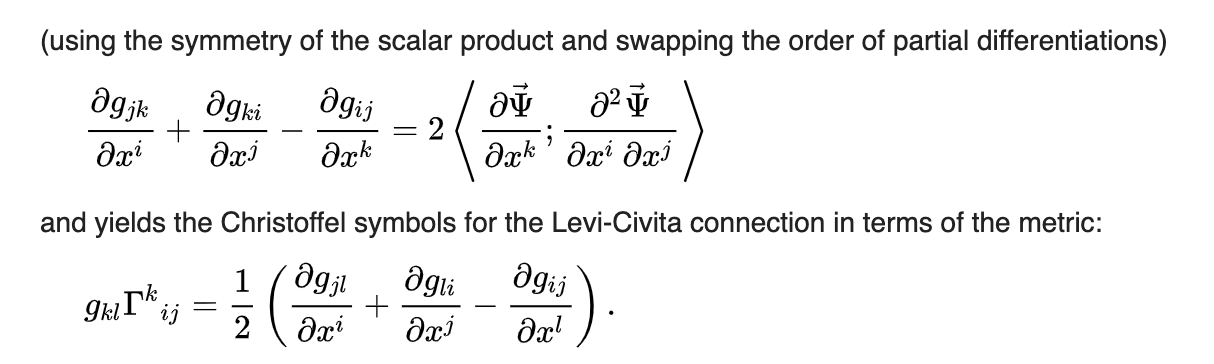 (using the symmetry of the scalar product and swapping the order of partial differentiations)
$$\frac{\partial g_{jk}}{\partial x^i} + \frac{\partial g_{ki}}{\partial x^j} - \frac{\partial g_{ij}}{\partial x^k} = 2 \left\langle \frac{\partial \vec{\Psi}}{\partial x^k} ; \frac{\partial^2 \vec{\Psi}}{\partial x^i \, \partial x^j} \right\rangle$$
and yields the Christoffel symbols for the Levi-Civita connection in terms of the metric:
$$g_{kl} \Gamma^k{}_{ij} = \frac{1}{2} \left( \frac{\partial g_{jl}}{\partial x^i} + \frac{\partial g_{li}}{\partial x^j} - \frac{\partial g_{ij}}{\partial x^l} \right).$$